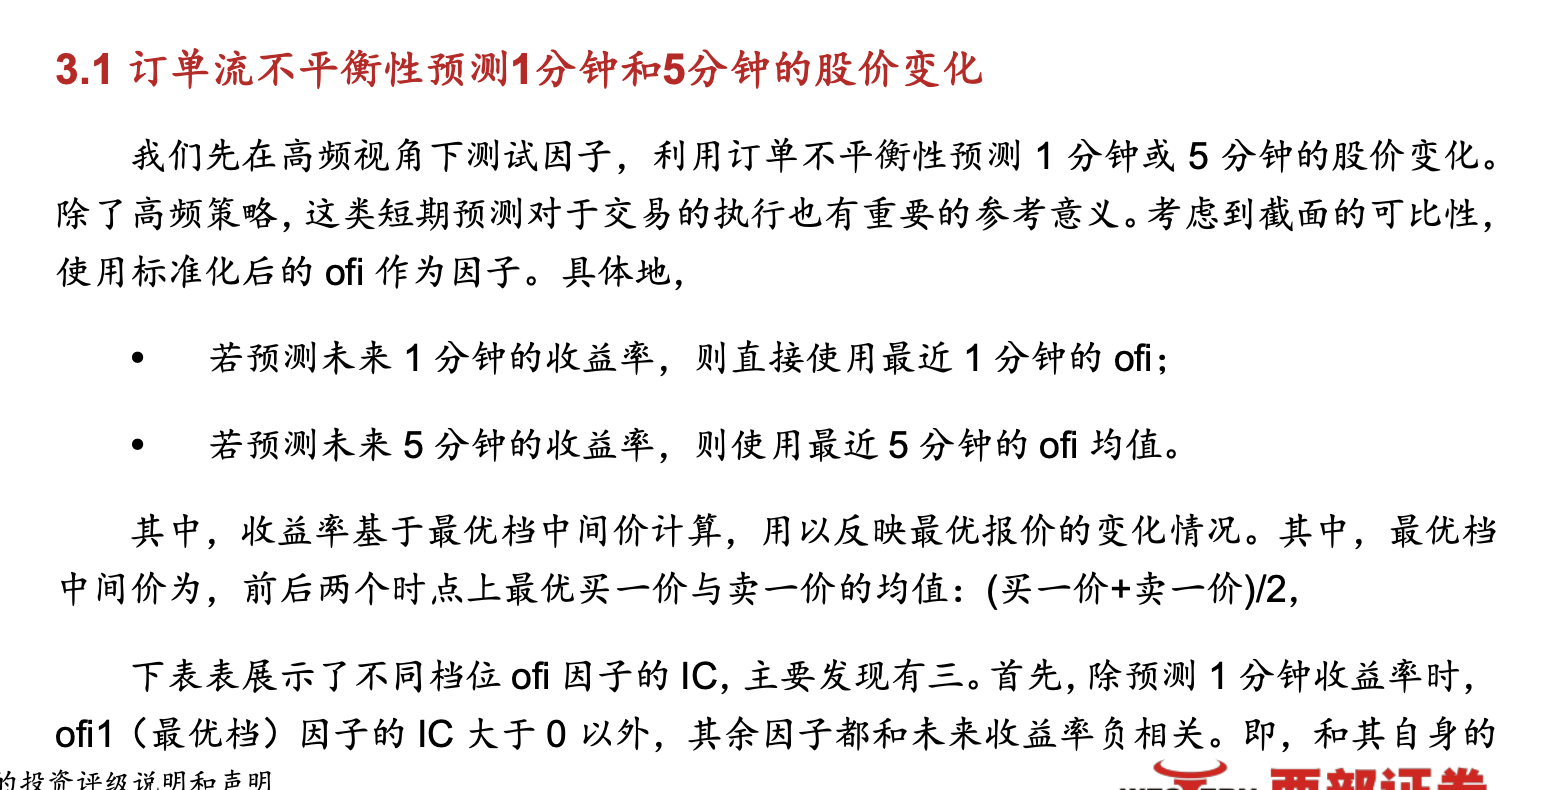 3.1 订单流不平衡性预测1分钟和5分钟的股价变化
我们先在高频视角下测试因子，利用订单不平衡性预测 1 分钟或 5 分钟的股价变化。
除了高频策略，这类短期预测对于交易的执行也有重要的参考意义。考虑到截面的可比性，
使用标准化后的 ofi 作为因子。具体地，
• 若预测未来 1 分钟的收益率，则直接使用最近 1 分钟的 ofi；
• 若预测未来 5 分钟的收益率，则使用最近 5 分钟的 ofi 均值。
其中，收益率基于最优档中间价计算，用以反映最优报价的变化情况。其中，最优档
中间价为，前后两个时点上最优买一价与卖一价的均值：(买一价+卖一价)/2，
下表表展示了不同档位 ofi 因子的 IC，主要发现有三。首先，除预测 1 分钟收益率时，
ofi1（最优档）因子的 IC 大于 0 以外，其余因子都和未来收益率负相关。即，和其自身的
的投资评级说明和声明
西部证券